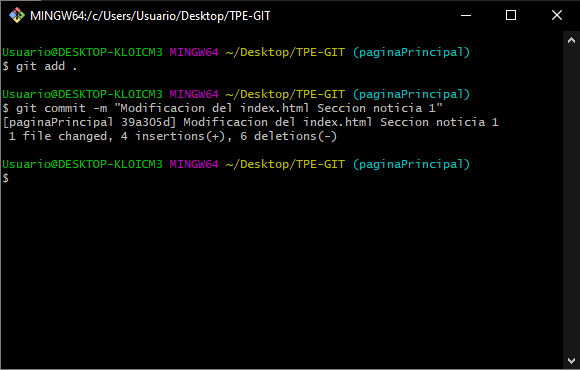 MINGW64:/c/Users/Usuario/Desktop/TPE-GIT
Usuario@DESKTOP-KLOICM3 MINGW64 ~/Desktop/TPE-GIT (paginaPrincipal)
$ git add .
Usuario@DESKTOP-KLOICM3 MINGW64 ~/Desktop/TPE-GIT (paginaPrincipal)
$ git commit -m "Modificacion del index.html Seccion noticia 1"
[paginaPrincipal 39a305d] Modificacion del index.html Seccion noticia 1
 1 file changed, 4 insertions(+), 6 deletions(-)
Usuario@DESKTOP-KLOICM3 MINGW64 ~/Desktop/TPE-GIT (paginaPrincipal)
$